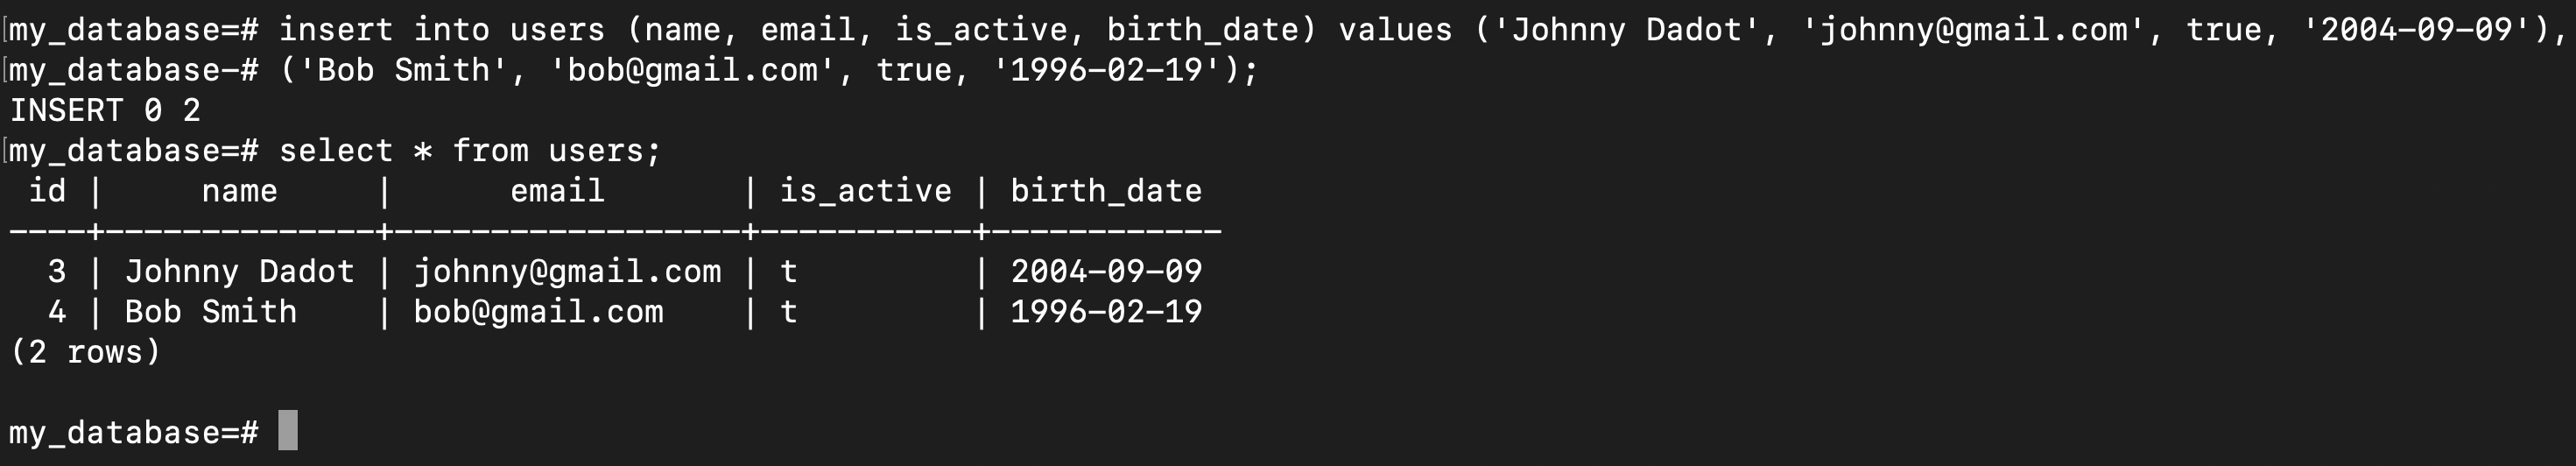 my_database=# insert into users (name, email, is_active, birth_date) values ('Johnny Dadot', 'johnny@gmail.com', true, '2004-09-09'),
my_database-# ('Bob Smith', 'bob@gmail.com', true, '1996-02-19');
INSERT 0 2
my_database=# select * from users;
 id |     name     |      email       | is_active | birth_date
----+--------------+------------------+-----------+------------
  3 | Johnny Dadot | johnny@gmail.com | t         | 2004-09-09
  4 | Bob Smith    | bob@gmail.com    | t         | 1996-02-19
(2 rows)
my_database=#